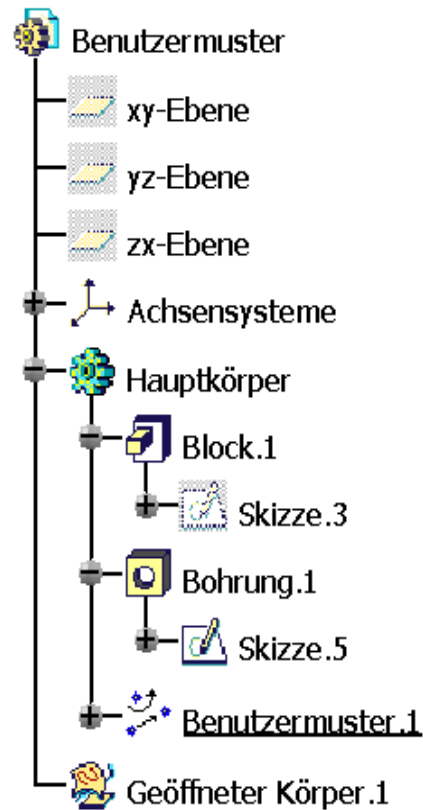 Benutzermuster
xy-Ebene
yz-Ebene
zx-Ebene
Achsensysteme
Hauptkörper
Block.1
Skizze.3
Bohrung.1
Skizze.5
Benutzermuster.1
Geöffneter Körper.1